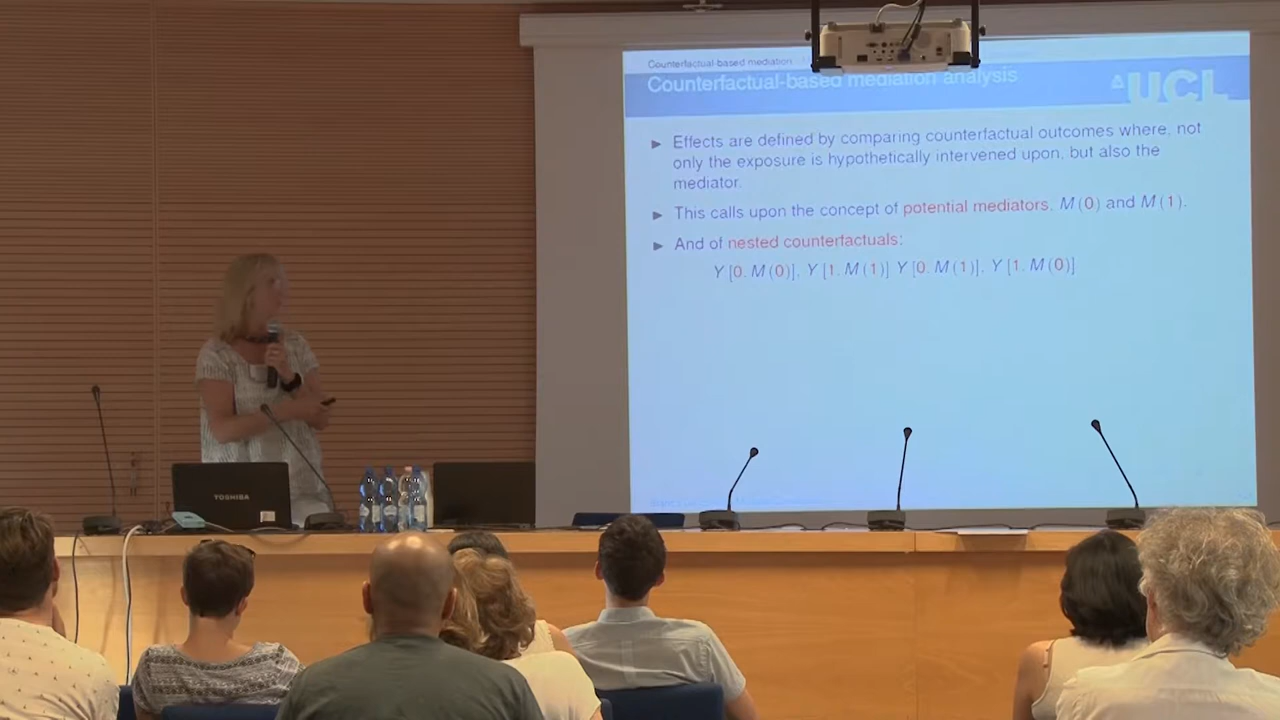 Counterfactual-based mediation
Counterfactual-based mediation analysis
UCL
Effects are defined by comparing counterfactual outcomes where, not
only the exposure is hypothetically intervened upon, but also the
mediator.
This calls upon the concept of potential mediators, M(0) and M(1).
And of nested counterfactuals:
Y[0, M(0)], Y[1, M(1)] Y[0, M(1)], Y[1, M(0)]
TOSHIBA